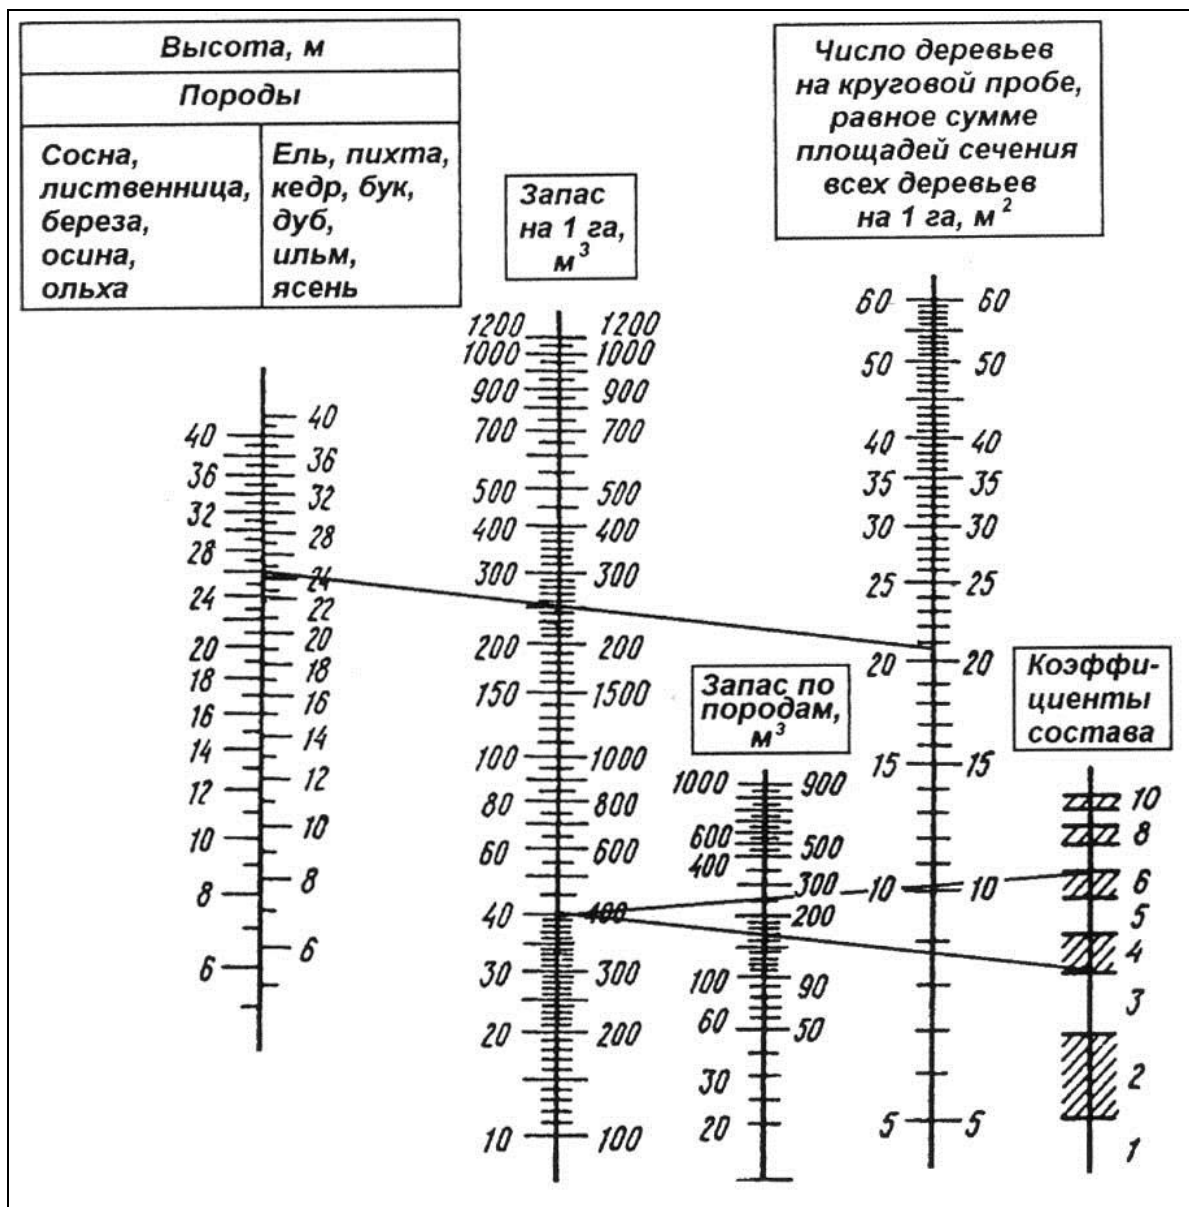 Высота, м
Породы
Сосна,
лиственница,
береза,
осина,
ольха
Ель, пихта,
кедр, бук,
дуб,
ильм,
ясень
Запас
на 1 га,
м³
Число деревьев
на круговой пробе,
равное сумме
площадей сечения
всех деревьев
на 1 га, м²
40
36
32
28
24
20
18
16
14
12
10
8
6
40
36
32
28
24
22
20
18
16
14
12
10
8
6
1200 1200
1000 1000
900 900
700 700
500 500
400 400
300 300
200 200
150 1500
100 1000
80 800
60 600
40 400
30 300
20 200
10 100
Запас по
породам,
м³
1000 900
600 500
400 300
200
100 90
60 50
30
20
60 60
50 50
40 40
35 35
30 30
25 25
20 20
15 15
10 10
5 5
Коэффи-
циенты
состава
10
8
6
5
4
3
2
1